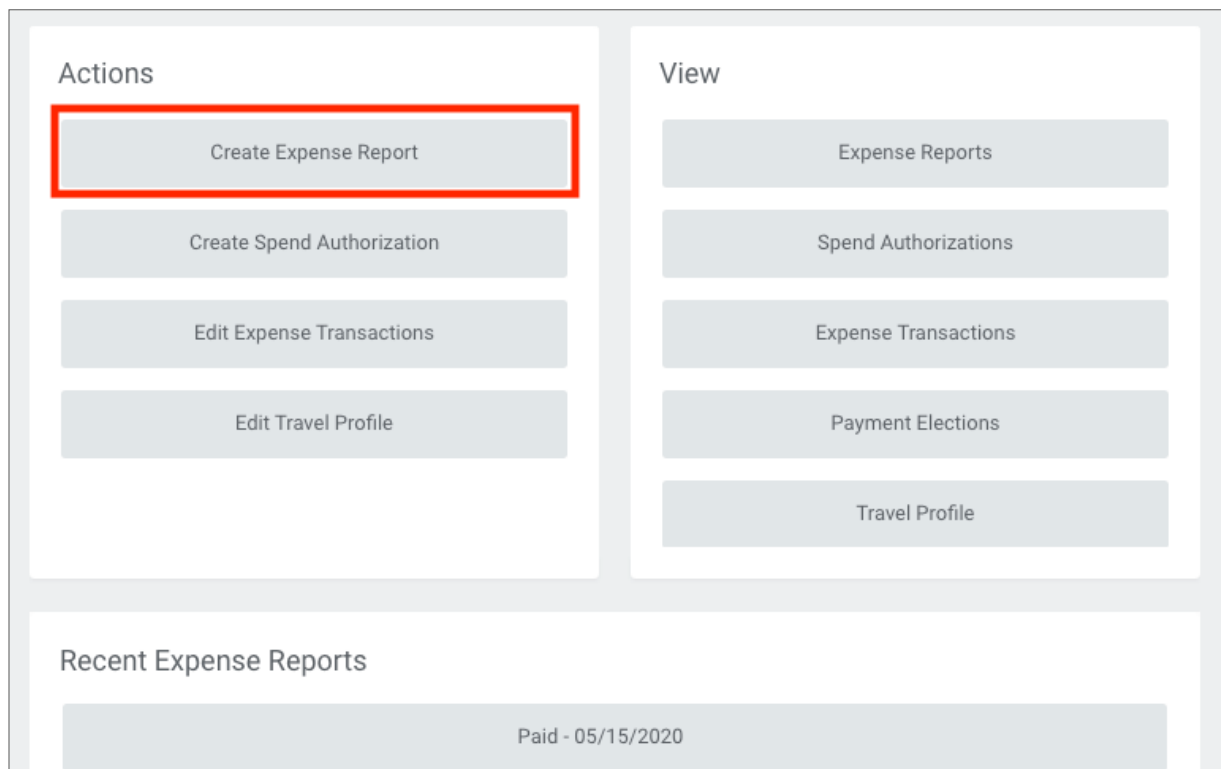 Actions
Create Expense Report
Create Spend Authorization
Edit Expense Transactions
Edit Travel Profile
View
Expense Reports
Spend Authorizations
Expense Transactions
Payment Elections
Travel Profile
Recent Expense Reports
Paid - 05/15/2020